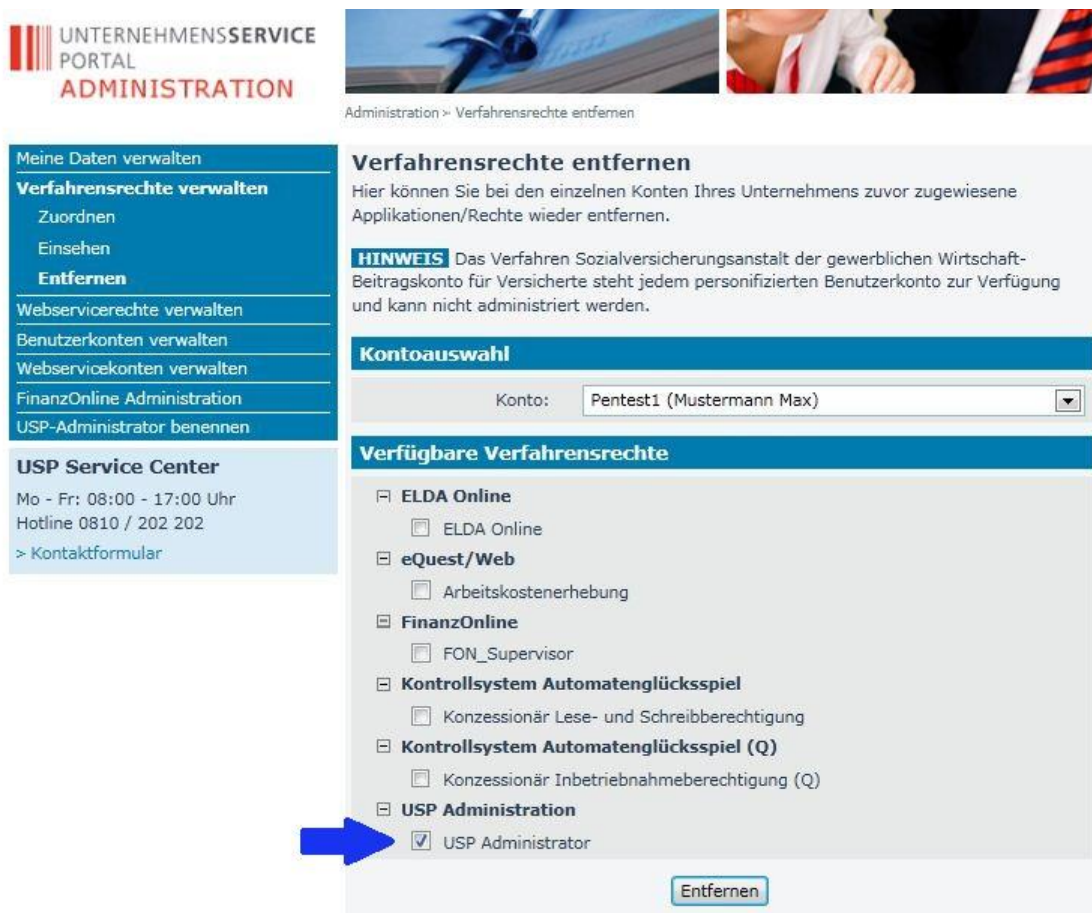 UNTERNEHMENSSERVICE
PORTAL
ADMINISTRATION
Administration > Verfahrensrechte entfernen
Meine Daten verwalten
Verfahrensrechte verwalten
Zuordnen
Einsehen
Entfernen
Webservicerechte verwalten
Benutzerkonten verwalten
Webservicekonten verwalten
FinanzOnline Administration
USP-Administrator benennen
USP Service Center
Mo - Fr: 08:00 - 17:00 Uhr
Hotline 0810 / 202 202
> Kontaktformular
Verfahrensrechte entfernen
Hier können Sie bei den einzelnen Konten Ihres Unternehmens zuvor zugewiesene
Applikationen/Rechte wieder entfernen.
HINWEIS Das Verfahren Sozialversicherungsanstalt der gewerblichen Wirtschaft-
Beitragskonto für Versicherte steht jedem personifizierten Benutzerkonto zur Verfügung
und kann nicht administriert werden.
Kontoauswahl
Konto: Pentest1 (Mustermann Max)
Verfügbare Verfahrensrechte
ELDA Online
ELDA Online
eQuest/Web
Arbeitskostenerhebung
FinanzOnline
FON_Supervisor
Kontrollsystem Automatenglücksspiel
Konzessionär Lese- und Schreibberechtigung
Kontrollsystem Automatenglücksspiel (Q)
Konzessionär Inbetriebnahmeberechtigung (Q)
USP Administration
USP Administrator
Entfernen